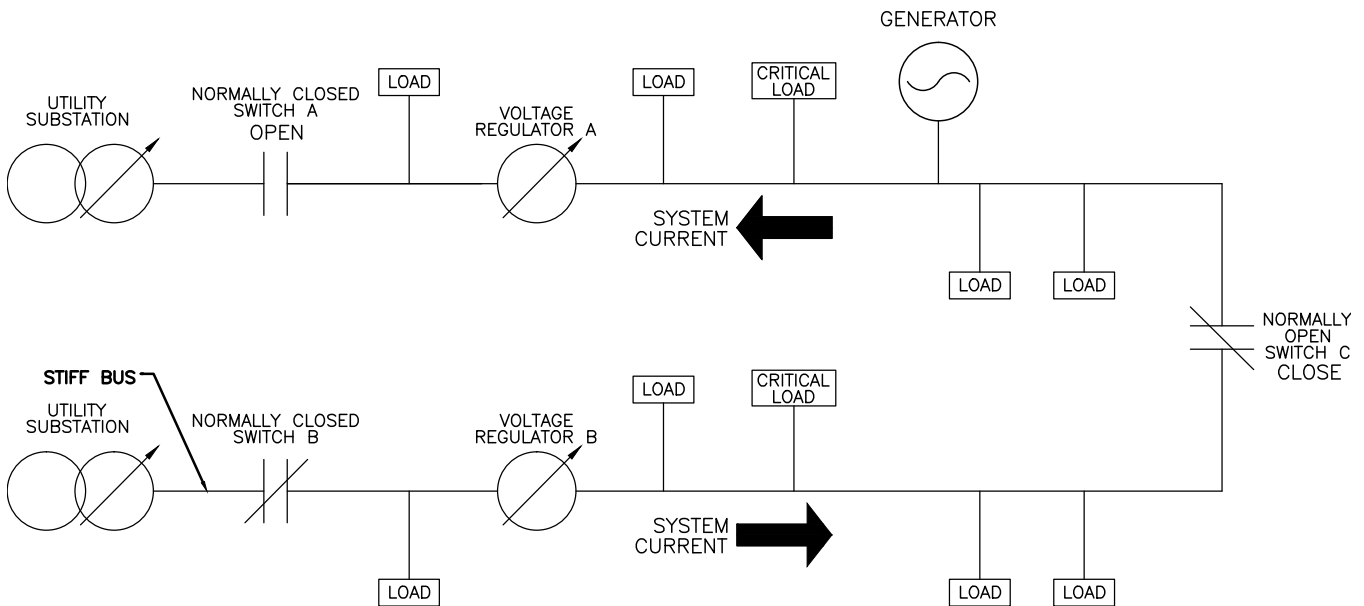 GENERATOR
UTILITY
SUBSTATION
NORMALLY CLOSED
SWITCH A
OPEN
LOAD
VOLTAGE
REGULATOR A
LOAD
CRITICAL
LOAD
SYSTEM
CURRENT
LOAD
LOAD
NORMALLY
OPEN
SWITCH C
CLOSE
STIFF BUS
UTILITY
SUBSTATION
NORMALLY CLOSED
SWITCH B
VOLTAGE
REGULATOR B
LOAD
CRITICAL
LOAD
SYSTEM
CURRENT
LOAD
LOAD
LOAD